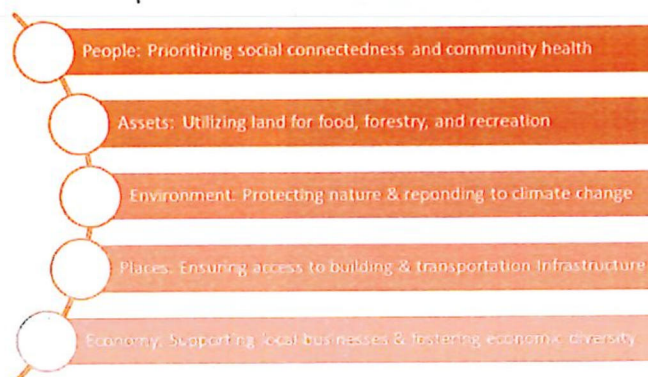 People: Prioritizing social connectedness and community health
Assets: Utilizing land for food, forestry, and recreation
Environment: Protecting nature & reponding to climate change
Places: Ensuring access to building & transportation Infrastructure
Economy: Supporting local businesses & fostering economic diversity